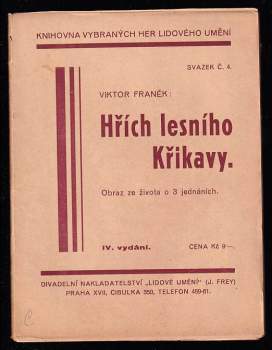 KNIHOVNA VYBRANÝCH HER LIDOVÉHO UMĚNÍ
SVAZEK Č. 4.
VIKTOR FRANĚK:
Hřích lesního
Křikavy.
Obraz ze života o 3 jednáních.
IV. vydání.
CENA Kč 9·—.
DIVADELNÍ NAKLADATELSTVÍ „LIDOVÉ UMĚNÍ" (J. FREY)
PRAHA XVII, CIBULKA 350, TELEFON 459-61.
C